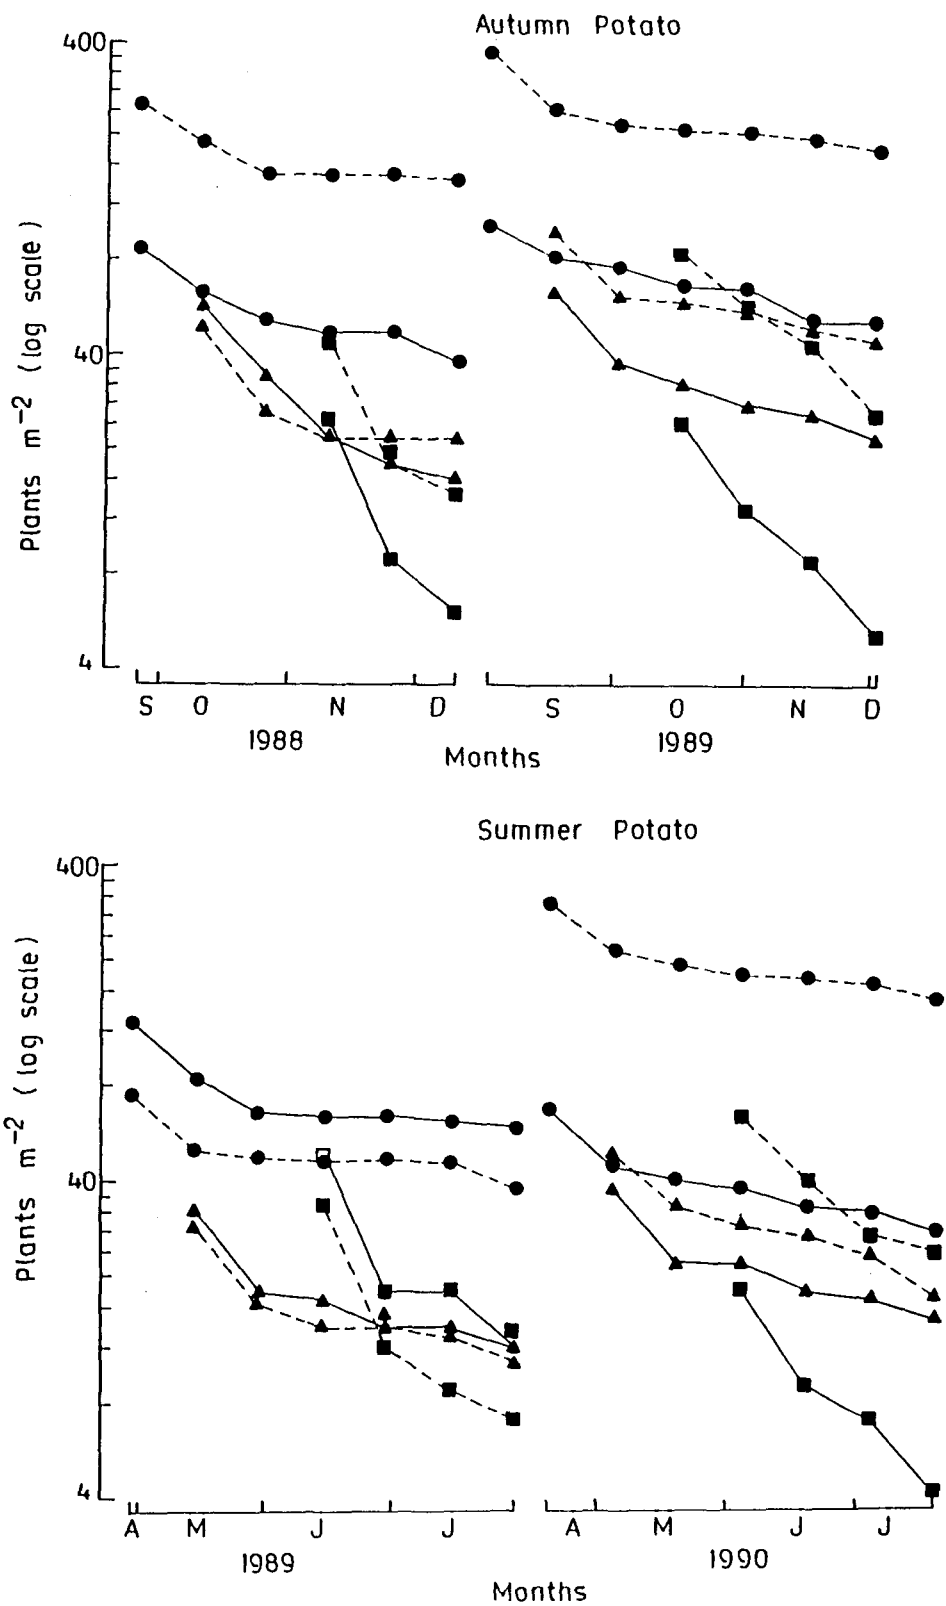 Autumn Potato
400
40
4
Plants m⁻² (log scale)
S O N D
1988
S O N D
1989
Months
Summer Potato
400
40
4
Plants m⁻² (log scale)
A M J J
1989
A M J J
1990
Months